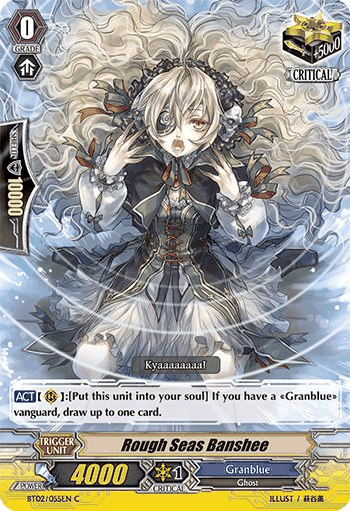 0
GRADE
+5000
CRITICAL
SHIELD
10000
Kyaaaaaaaa!
ACT【 】:[Put this unit into your soul] If you have a «Granblue»
vanguard, draw up to one card.
TRIGGER
UNIT
Rough Seas Banshee
POWER
4000
1
CRITICAL
Granblue
Ghost
BT02/055EN C
ILLUST / 萩谷薫